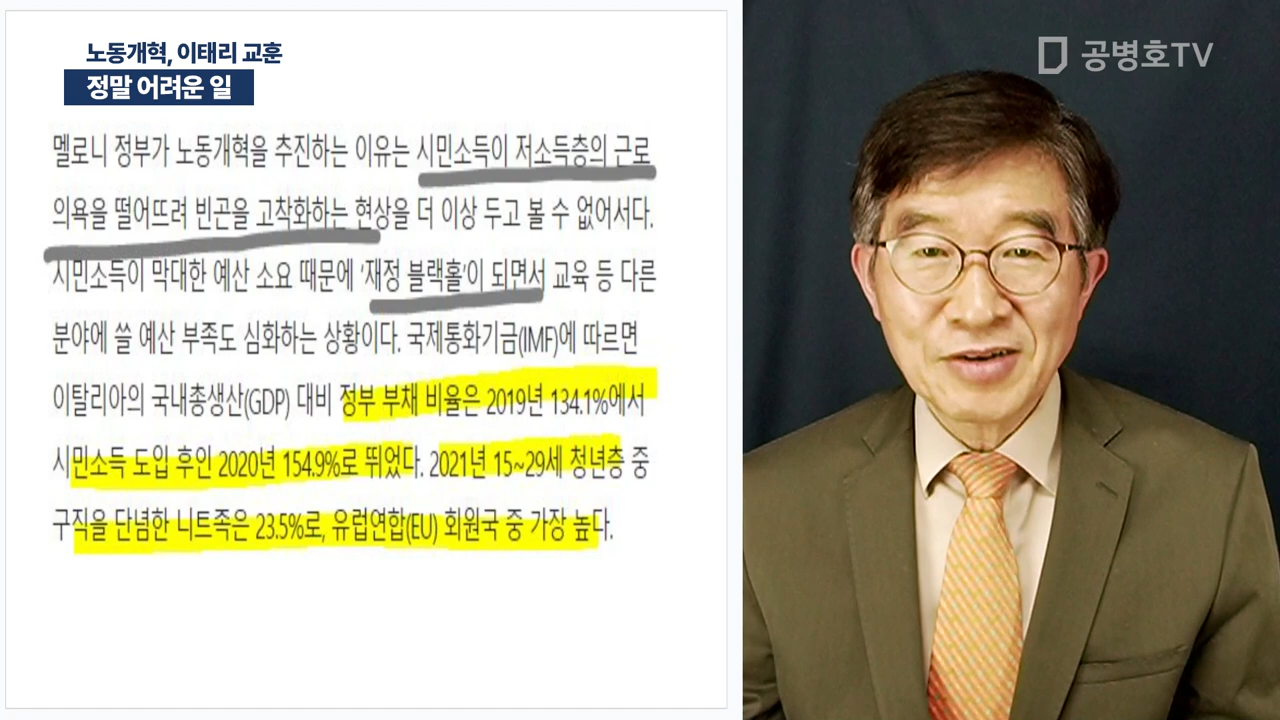 노동개혁, 이태리 교훈
정말 어려운 일
공병호TV
멜로니 정부가 노동개혁을 추진하는 이유는 시민소득이 저소득층의 근로
의욕을 떨어뜨려 빈곤을 고착화하는 현상을 더 이상 두고 볼 수 없어서다.
시민소득이 막대한 예산 소요 때문에 ‘재정 블랙홀’이 되면서 교육 등 다른
분야에 쓸 예산 부족도 심화하는 상황이다. 국제통화기금(IMF)에 따르면
이탈리아의 국내총생산(GDP) 대비 정부 부채 비율은 2019년 134.1%에서
시민소득 도입 후인 2020년 154.9%로 뛰었다. 2021년 15~29세 청년층 중
구직을 단념한 니트족은 23.5%로, 유럽연합(EU) 회원국 중 가장 높다.